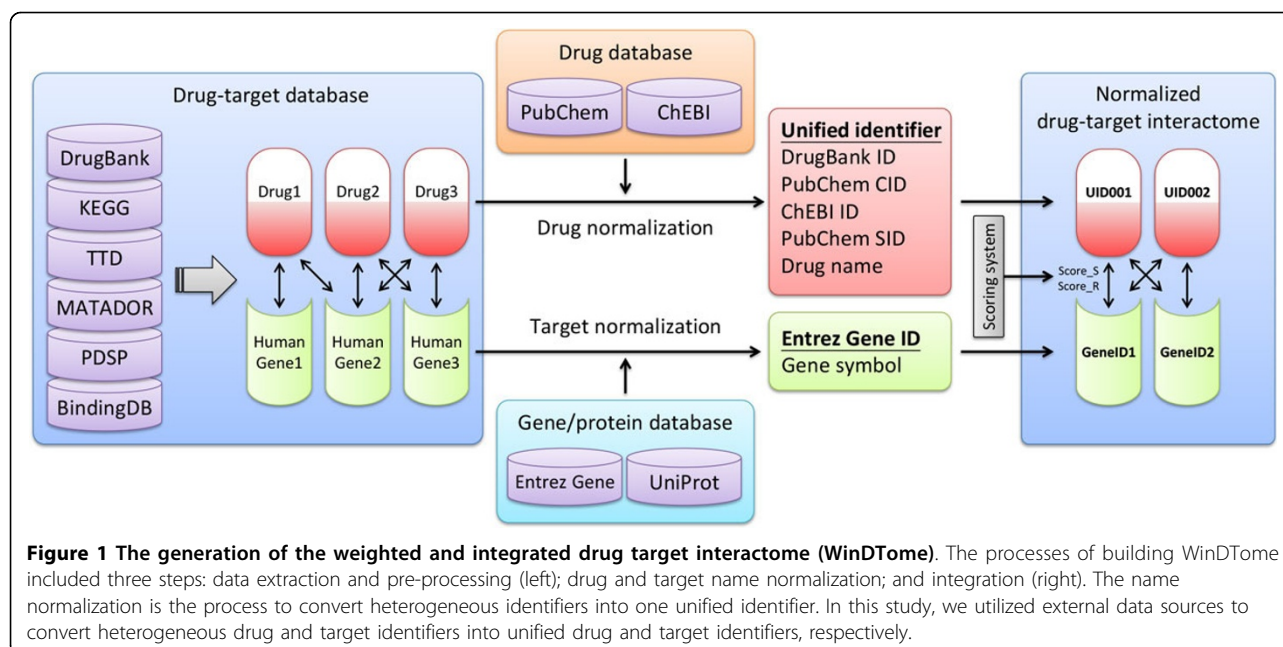 Drug-target database
DrugBank
KEGG
TTD
MATADOR
PDSP
BindingDB
Drug1
Drug2
Drug3
Human
Gene1
Human
Gene2
Human
Gene3
Drug database
PubChem
ChEBI
Drug normalization
Target normalization
Gene/protein database
Entrez Gene
UniProt
Unified identifier
DrugBank ID
PubChem CID
ChEBI ID
PubChem SID
Drug name
Entrez Gene ID
Gene symbol
Scoring system
Normalized
drug-target interactome
UID001
UID002
Score_S
Score_R
GeneID1
GeneID2
Figure 1 The generation of the weighted and integrated drug target interactome (WinDTome). The processes of building WinDTome
included three steps: data extraction and pre-processing (left); drug and target name normalization; and integration (right). The name
normalization is the process to convert heterogeneous identifiers into one unified identifier. In this study, we utilized external data sources to
convert heterogeneous drug and target identifiers into unified drug and target identifiers, respectively.